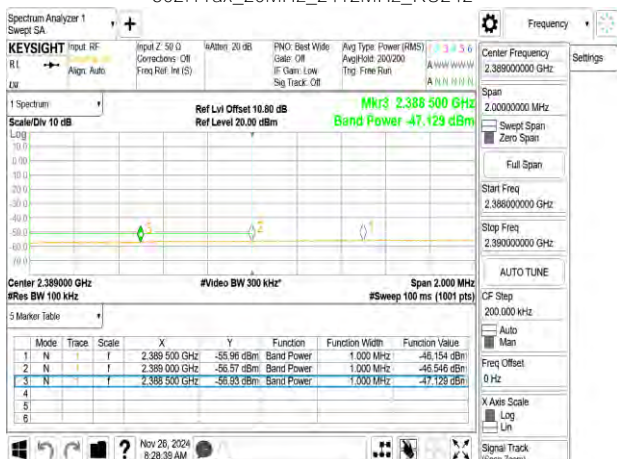 Spectrum Analyzer 1
Swept SA
+
Frequency
KEYSIGHT
Input: RF
Input Z: 50 Ω
#Atten: 20 dB
PNO: Best Wide
Avg Type: Power (RMS)
1 2 3 4 5 6
RL
Corrections: Off
Gate: Off
Avg|Hold: 200/200
A W W W W W
Align: Auto
Freq Ref: Int (S)
IF Gain: Low
Trig: Free Run
Sig Track: Off
A N N N N N
Center Frequency
2.389000000 GHz
Settings
1 Spectrum
Ref Lvl Offset 10.80 dB
Mkr3 2.388 500 GHz
Scale/Div 10 dB
Ref Level 20.00 dBm
Band Power -47.129 dBm
Log
Span
2.00000000 MHz
Swept Span
Zero Span
Full Span
Start Freq
2.388000000 GHz
Stop Freq
2.390000000 GHz
AUTO TUNE
CF Step
200.000 kHz
Auto
Man
Freq Offset
0 Hz
X Axis Scale
Log
Lin
Signal Track
3
2
1
Center 2.389000 GHz
#Video BW 300 kHz*
Span 2.000 MHz
#Res BW 100 kHz
#Sweep 100 ms (1001 pts)
5 Marker Table
Mode Trace Scale X Y Function Function Width Function Value
1 N 1 f 2.389 500 GHz -55.96 dBm Band Power 1.000 MHz -46.154 dBm
2 N 1 f 2.389 000 GHz -56.57 dBm Band Power 1.000 MHz -46.546 dBm
3 N 1 f 2.388 500 GHz -56.93 dBm Band Power 1.000 MHz -47.129 dBm
4
5
6
?
Nov 26, 2024
8:28:39 AM